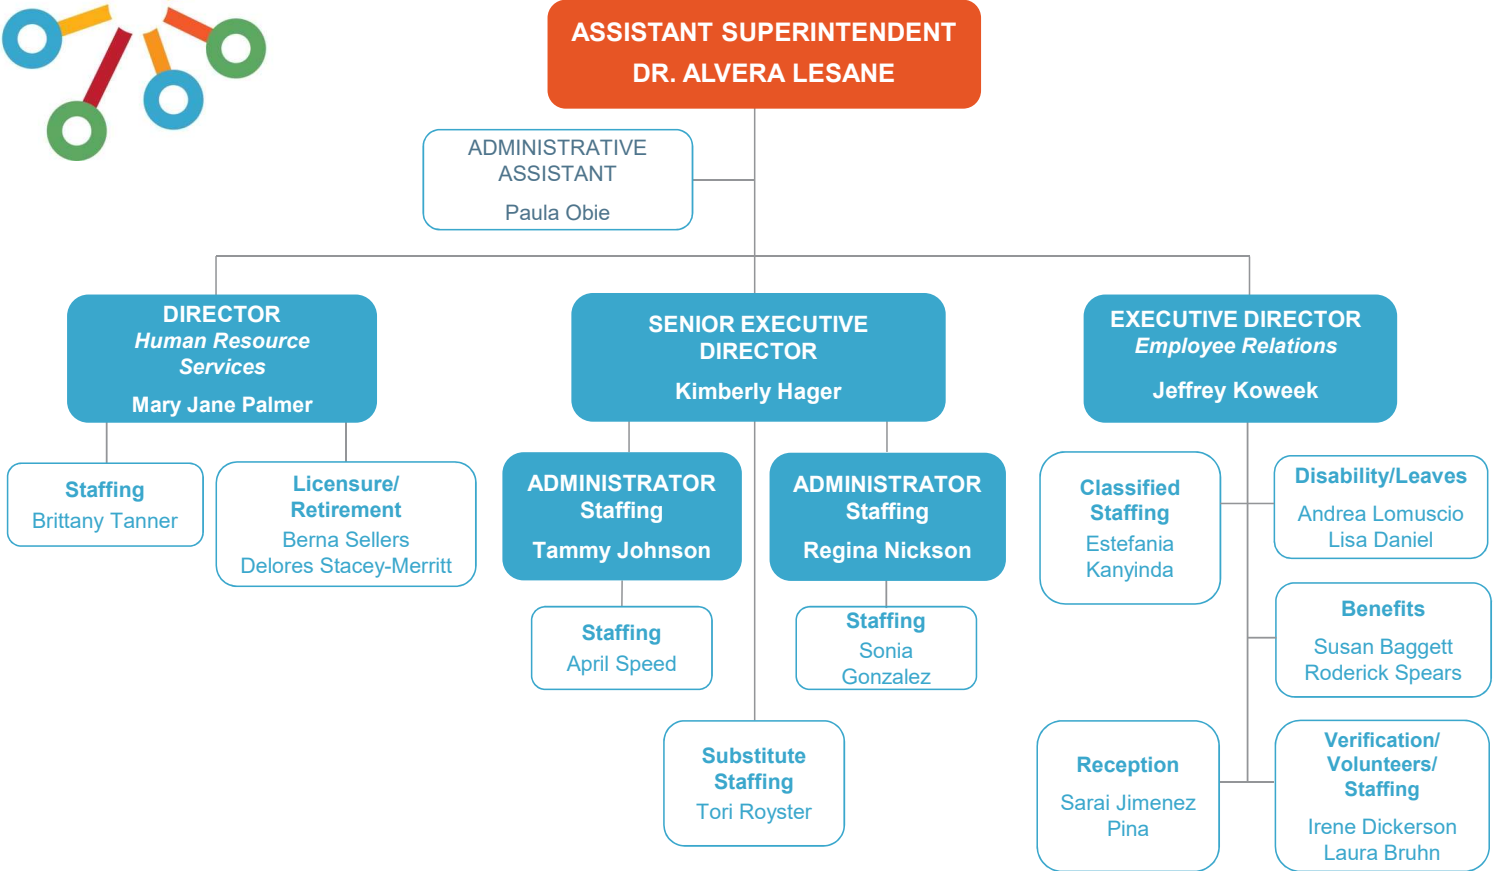 ASSISTANT SUPERINTENDENT
DR. ALVERA LESANE
ADMINISTRATIVE
ASSISTANT
Paula Obie
DIRECTOR
Human Resource
Services
Mary Jane Palmer
SENIOR EXECUTIVE
DIRECTOR
Kimberly Hager
EXECUTIVE DIRECTOR
Employee Relations
Jeffrey Koweek
Staffing
Brittany Tanner
Licensure/
Retirement
Berna Sellers
Delores Stacey-Merritt
ADMINISTRATOR
Staffing
Tammy Johnson
ADMINISTRATOR
Staffing
Regina Nickson
Classified
Staffing
Estefania
Kanyinda
Disability/Leaves
Andrea Lomuscio
Lisa Daniel
Staffing
April Speed
Staffing
Sonia
Gonzalez
Benefits
Susan Baggett
Roderick Spears
Substitute
Staffing
Tori Royster
Reception
Sarai Jimenez
Pina
Verification/
Volunteers/
Staffing
Irene Dickerson
Laura Bruhn